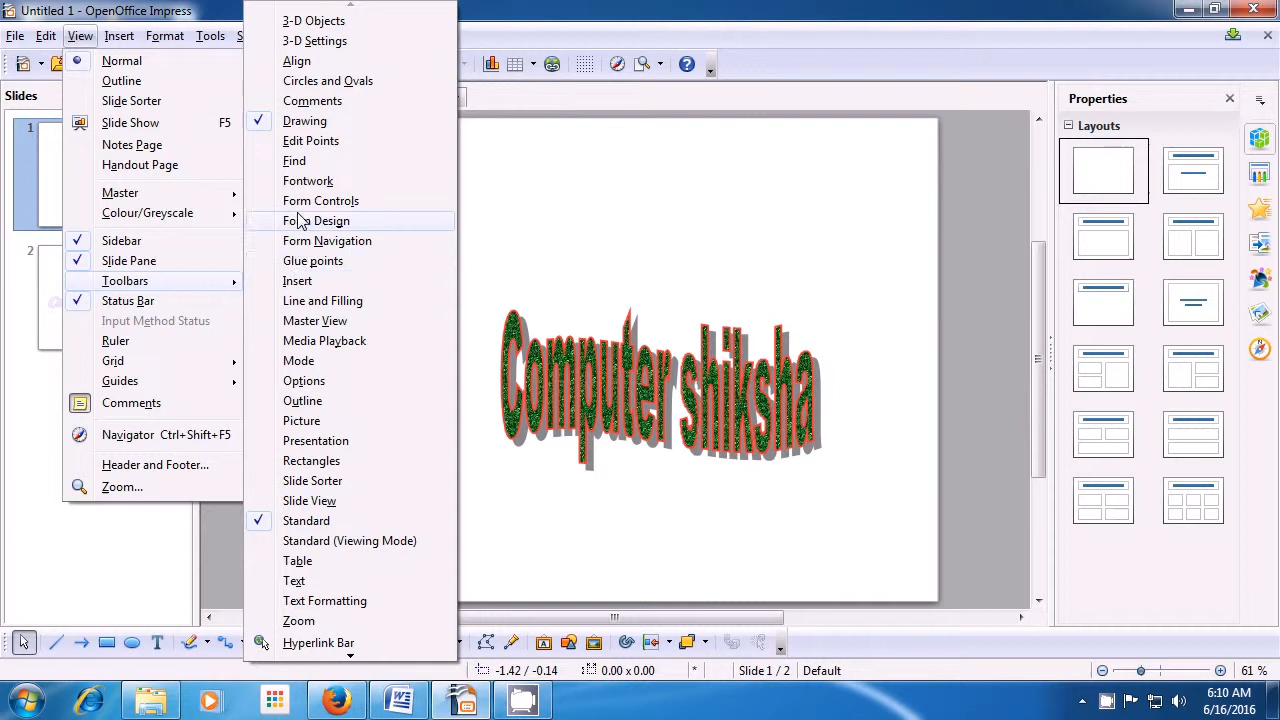 Untitled 1 - OpenOffice Impress
File Edit View Insert Format Tools
Slides
1
2
Normal
Outline
Slide Sorter
Slide Show F5
Notes Page
Handout Page
Master
Colour/Greyscale
Sidebar
Slide Pane
Toolbars
Status Bar
Input Method Status
Ruler
Grid
Guides
Comments
Navigator Ctrl+Shift+F5
Header and Footer...
Zoom...
3-D Objects
3-D Settings
Align
Circles and Ovals
Comments
Drawing
Edit Points
Find
Fontwork
Form Controls
Form Design
Form Navigation
Glue points
Insert
Line and Filling
Master View
Media Playback
Mode
Options
Outline
Picture
Presentation
Rectangles
Slide Sorter
Slide View
Standard
Standard (Viewing Mode)
Table
Text
Text Formatting
Zoom
Hyperlink Bar
Computer shiksha
Properties
Layouts
-1.42 / -0.14 0.00 x 0.00 * Slide 1 / 2 Default 61 %
6:10 AM
6/16/2016